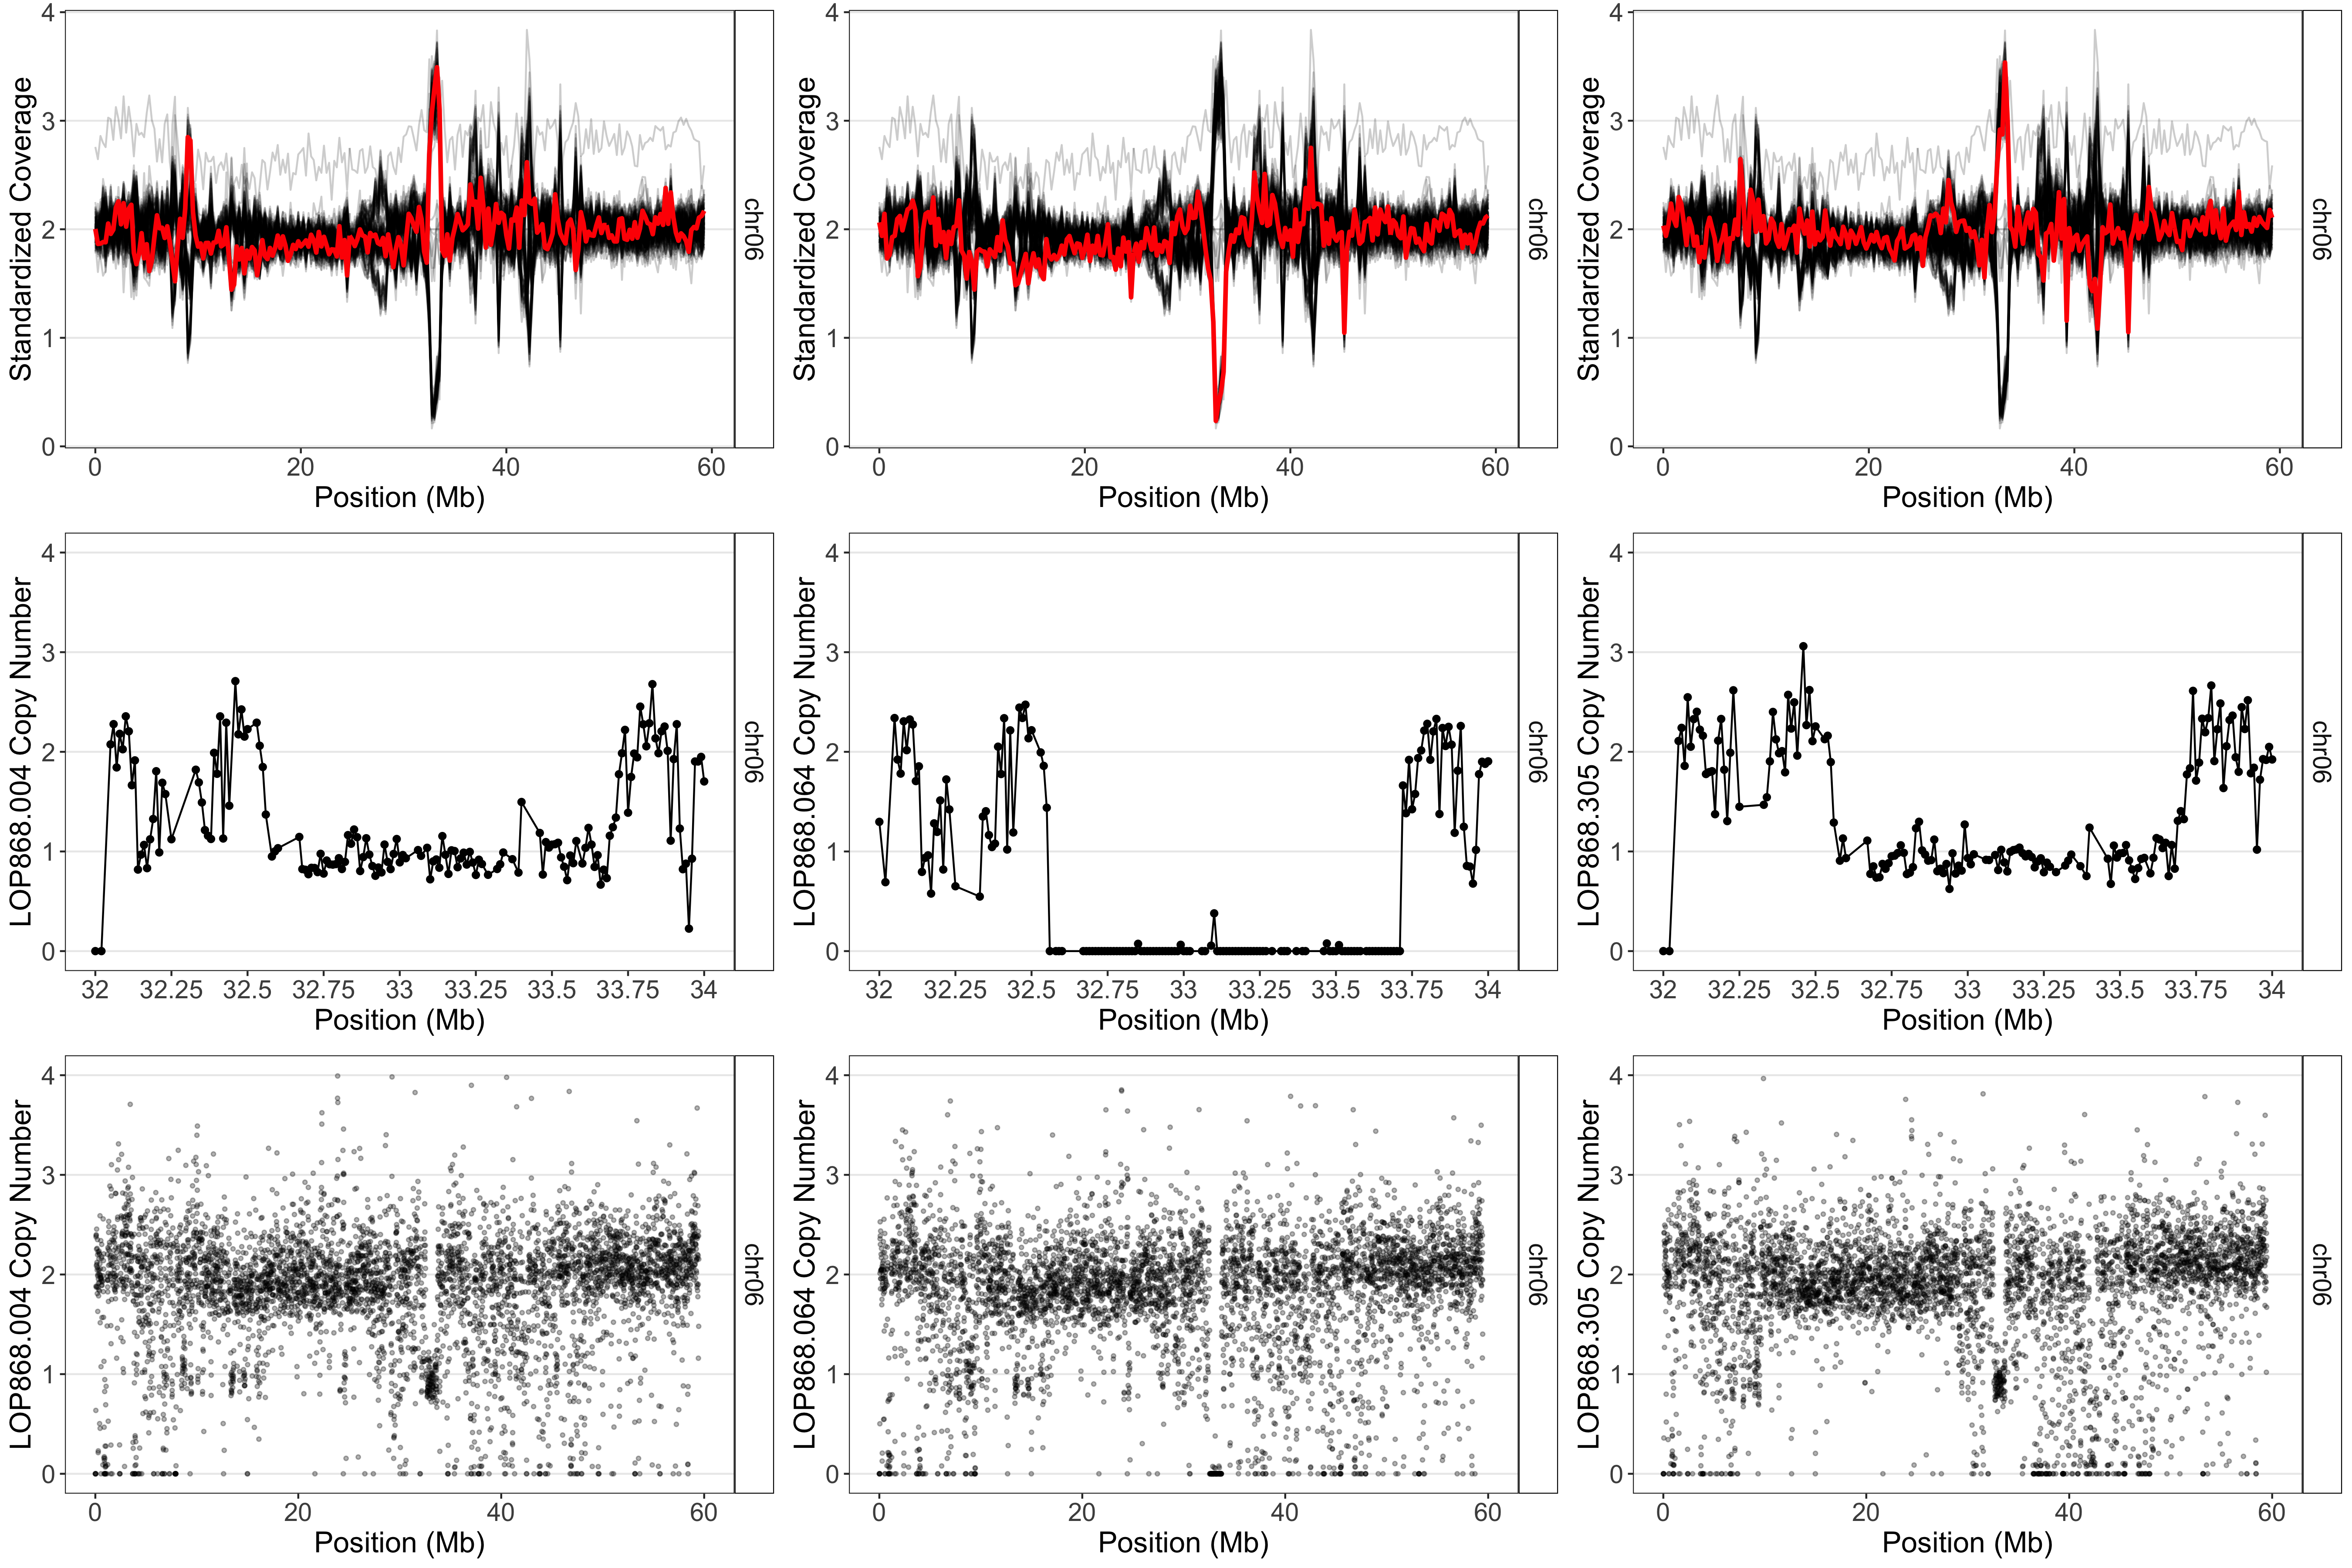 4 3 2 1 0
Standardized Coverage
chr06
0 20 40 60
Position (Mb)
4 3 2 1 0
Standardized Coverage
chr06
0 20 40 60
Position (Mb)
4 3 2 1 0
Standardized Coverage
chr06
0 20 40 60
Position (Mb)
4 3 2 1 0
LOP868.004 Copy Number
chr06
32 32.25 32.5 32.75 33 33.25 33.5 33.75 34
Position (Mb)
4 3 2 1 0
LOP868.064 Copy Number
chr06
32 32.25 32.5 32.75 33 33.25 33.5 33.75 34
Position (Mb)
4 3 2 1 0
LOP868.305 Copy Number
chr06
32 32.25 32.5 32.75 33 33.25 33.5 33.75 34
Position (Mb)
4 3 2 1 0
LOP868.004 Copy Number
chr06
0 20 40 60
Position (Mb)
4 3 2 1 0
LOP868.064 Copy Number
chr06
0 20 40 60
Position (Mb)
4 3 2 1 0
LOP868.305 Copy Number
chr06
0 20 40 60
Position (Mb)